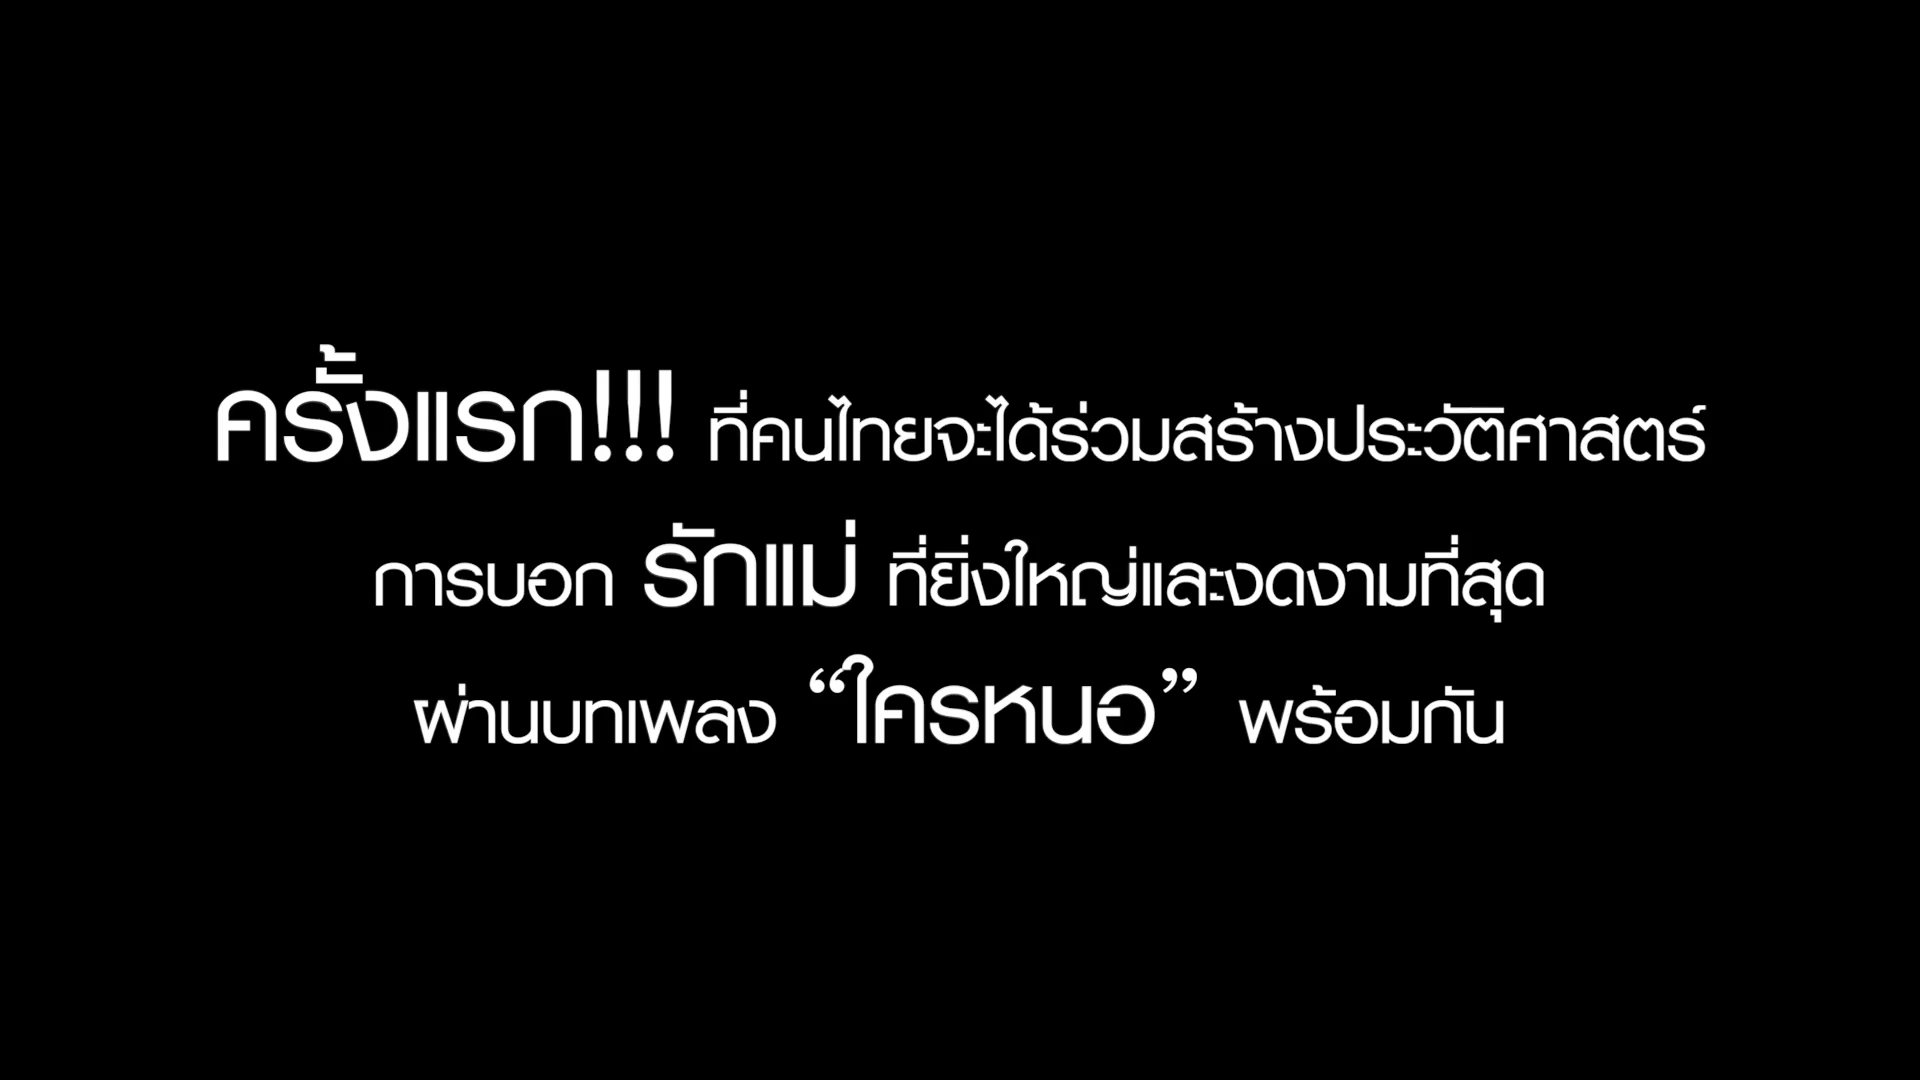 ครั้งแรก!!! ที่คนไทยจะได้ร่วมสร้างประวัติศาสตร์
การบอก รักแม่ ที่ยิ่งใหญ่และงดงามที่สุด
ผ่านบทเพลง “ใครหนอ” พร้อมกัน